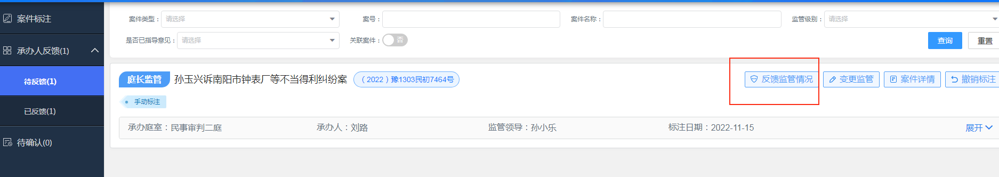 案件标注
承办人反馈(1)
待反馈(1)
已反馈(1)
待确认(0)
案件类型： 请选择 案号： 案件名称： 监管级别： 请选择
是否已指导意见： 请选择 关联案件： 否 查询 重置
庭长监管 孙玉兴诉南阳市钟表厂等不当得利纠纷案 （2022）豫1303民初7464号 反馈监管情况 变更监管 案件详情 撤销标注
手动标注
承办庭室：民事审判二庭 承办人：刘路 监管领导：孙小乐 标注日期：2022-11-15 展开